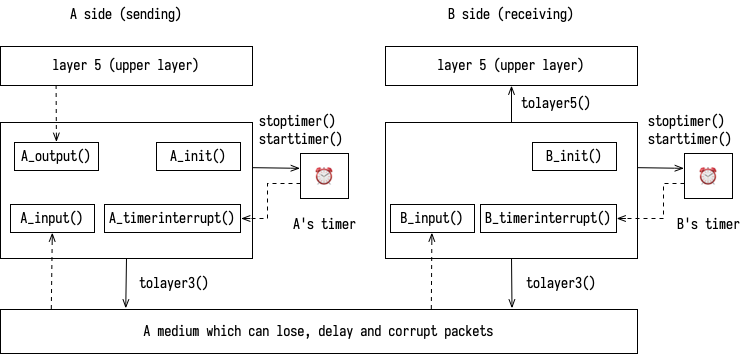 A side (sending)
B side (receiving)
layer 5 (upper layer)
layer 5 (upper layer)
tolayer5()
stoptimer()
starttimer()
stoptimer()
starttimer()
A_output()
A_init()
B_init()
A_input()
A_timerinterrupt()
A's timer
B_input()
B_timerinterrupt()
B's timer
tolayer3()
tolayer3()
A medium which can lose, delay and corrupt packets